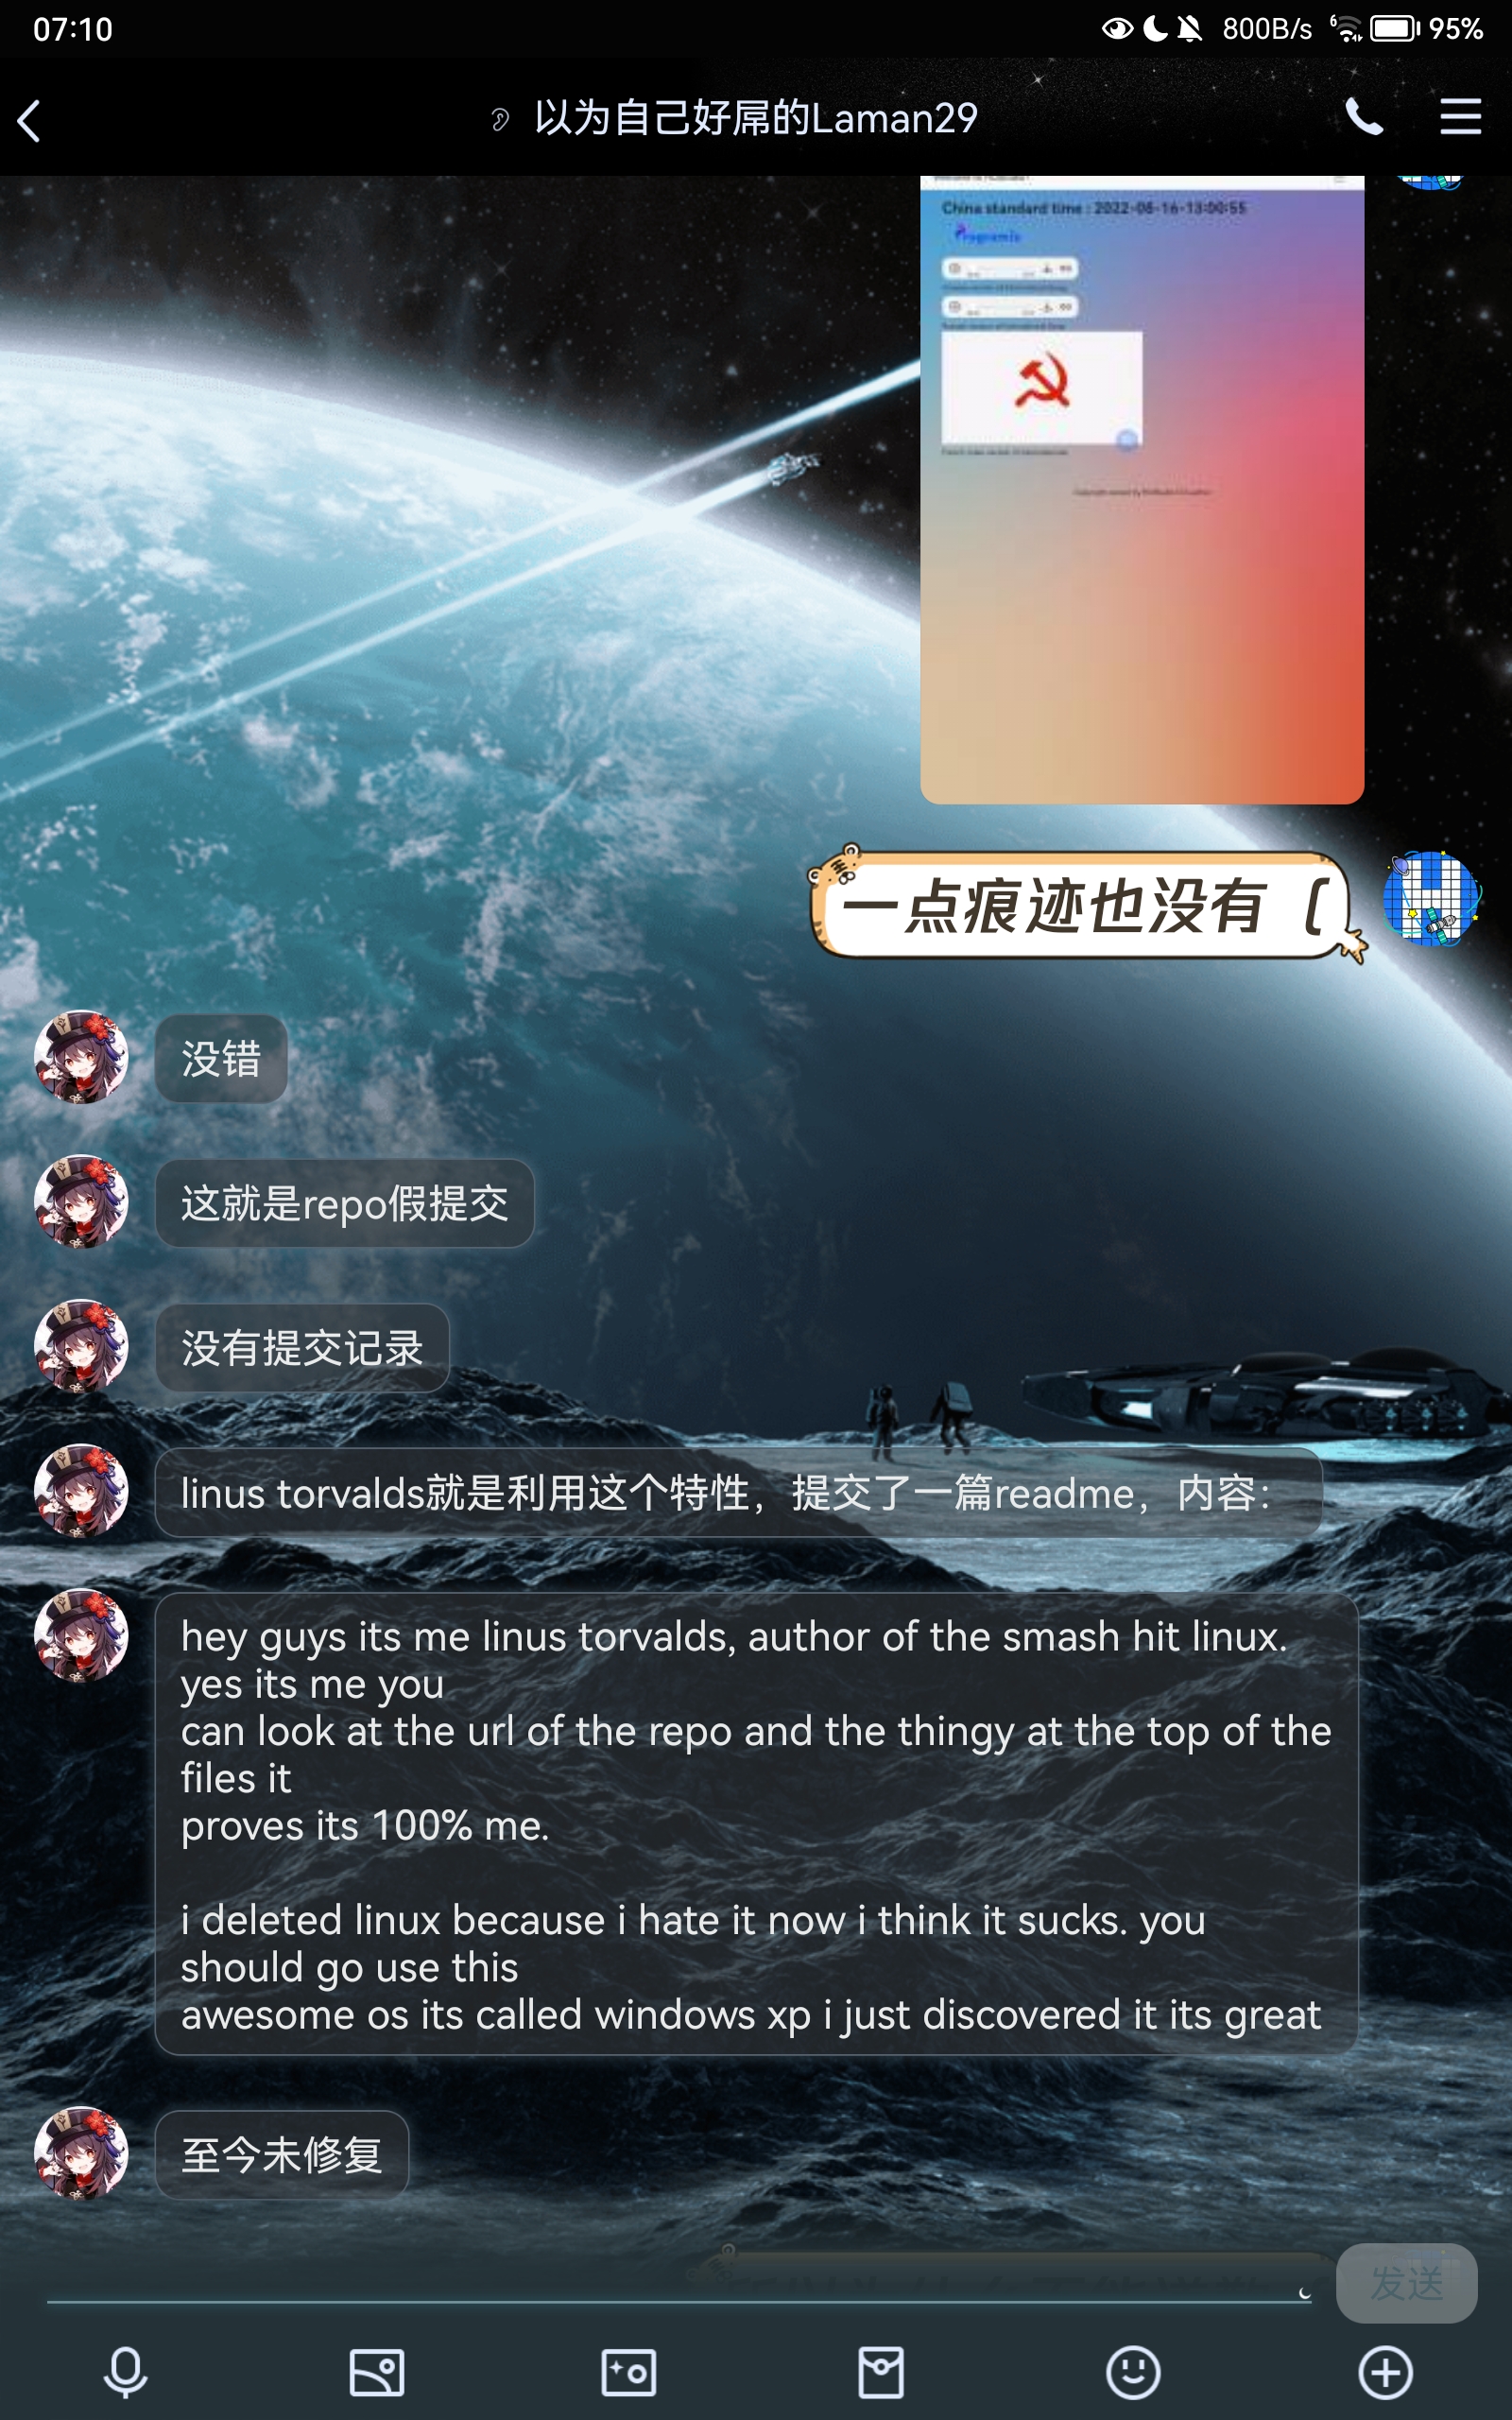 07:10
800B/s
6
95%
以为自己好屌的Laman29
China standard time : 2022-08-16-13:00:55
一点痕迹也没有（
没错
这就是repo假提交
没有提交记录
linus torvalds就是利用这个特性，提交了一篇readme，内容：
hey guys its me linus torvalds, author of the smash hit linux.
yes its me you
can look at the url of the repo and the thingy at the top of the
files it
proves its 100% me.
i deleted linux because i hate it now i think it sucks. you
should go use this
awesome os its called windows xp i just discovered it its great
至今未修复
发送